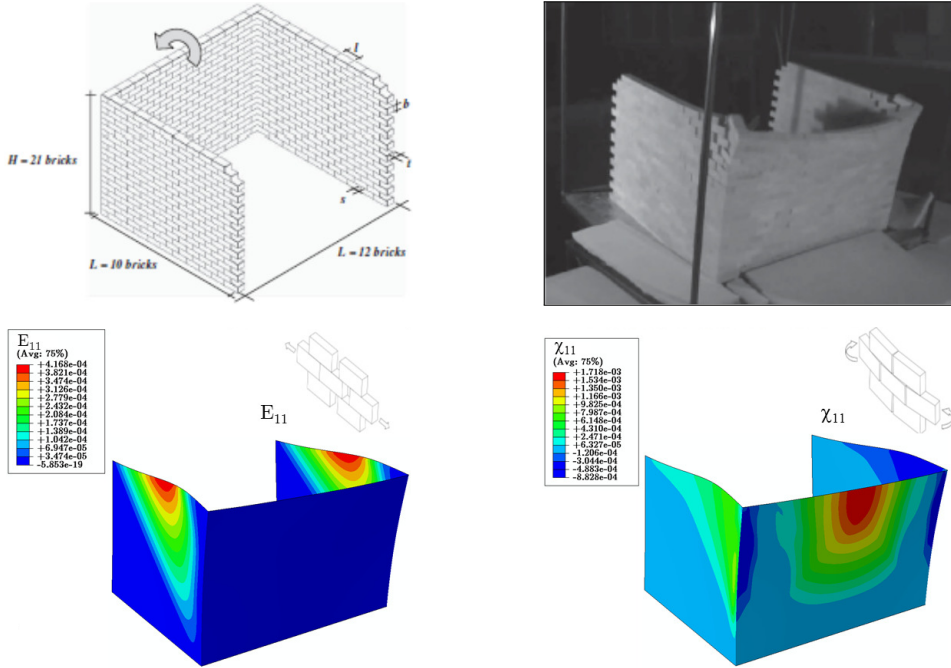 l
b
H = 21 bricks
t
s
L = 10 bricks
L = 12 bricks
E11
(Avg: 75%)
+4.168e-04
+3.821e-04
+3.474e-04
+3.126e-04
+2.779e-04
+2.432e-04
+2.084e-04
+1.737e-04
+1.389e-04
+1.042e-04
+6.947e-05
+3.474e-05
-5.853e-19
E11
χ11
(Avg: 75%)
+1.718e-03
+1.534e-03
+1.350e-03
+1.166e-03
+9.825e-04
+7.987e-04
+6.148e-04
+4.310e-04
+2.471e-04
+6.327e-05
-1.206e-04
-3.044e-04
-4.883e-04
-8.828e-04
χ11